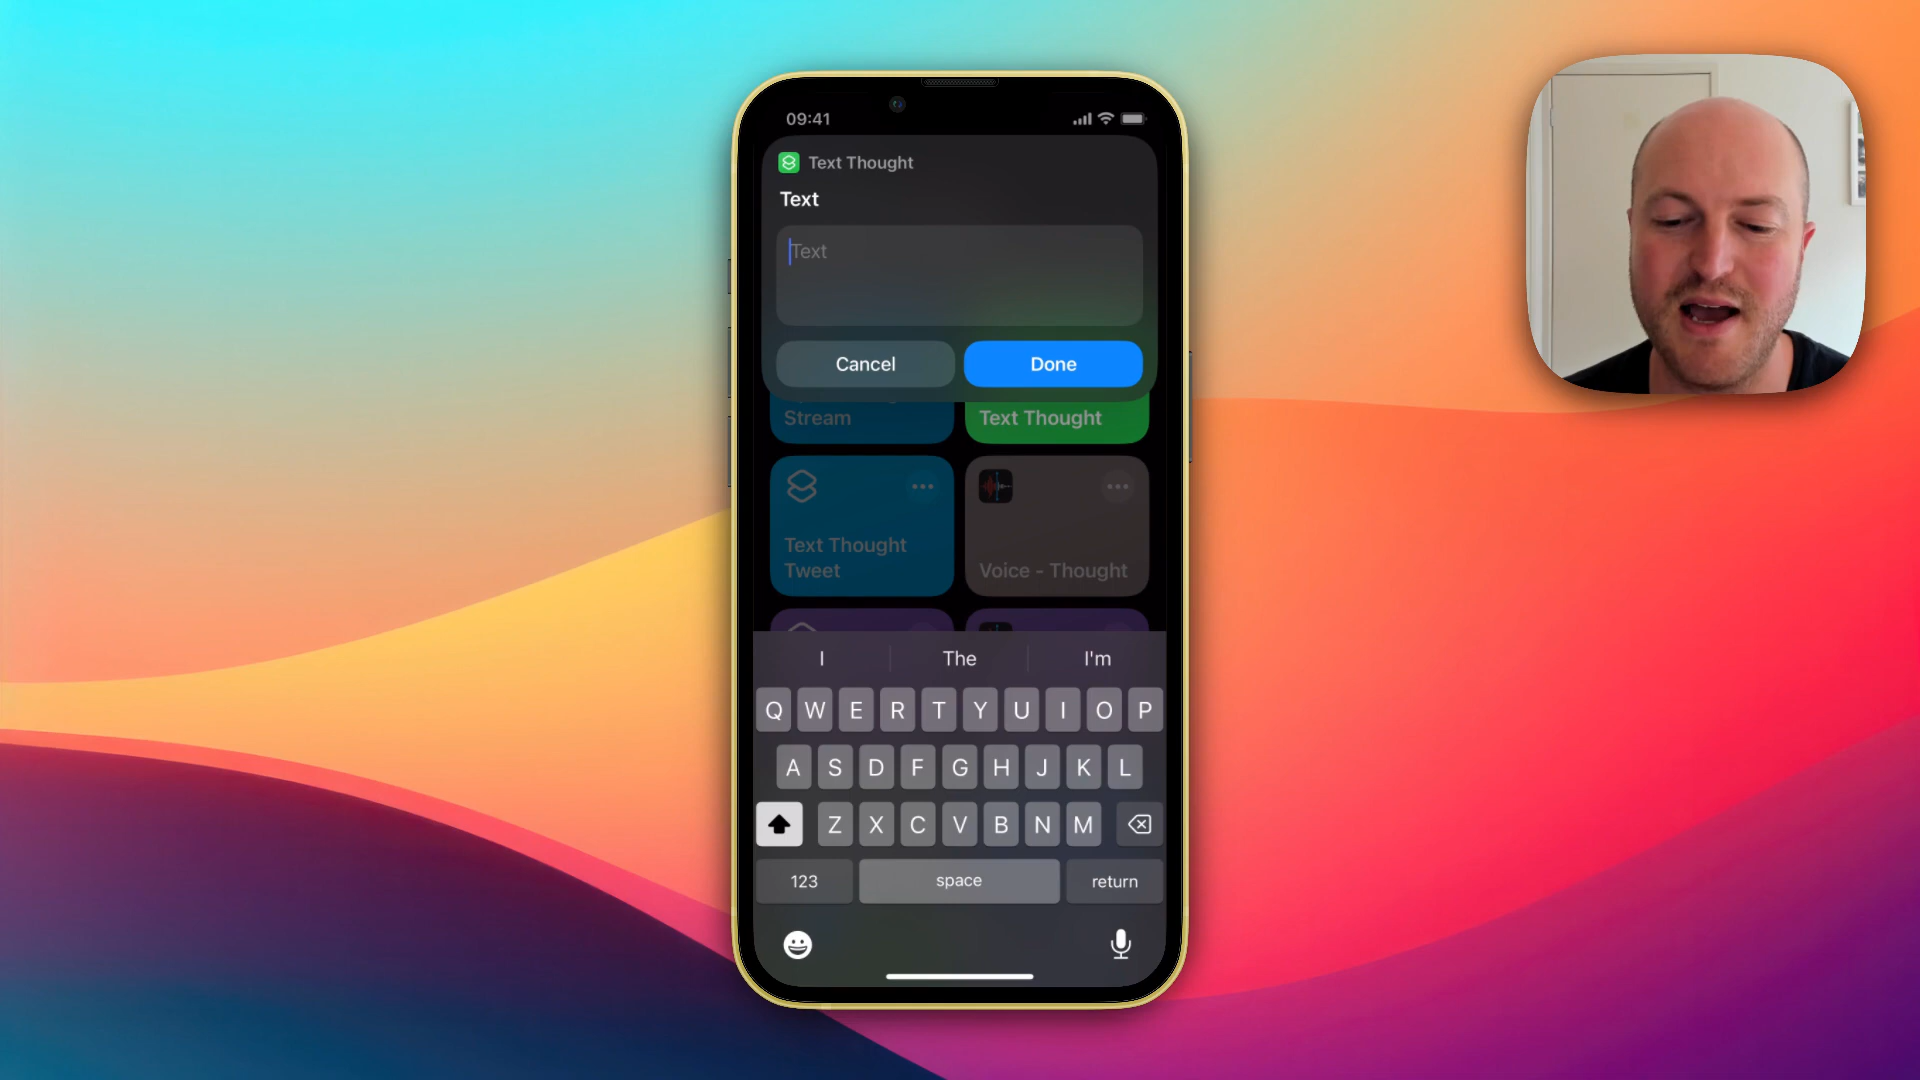 09:41
Text Thought
Text
Text
Cancel
Done
Stream
Text Thought
Text Thought
Tweet
Voice - Thought
I
The
I'm
Q W E R T Y U I O P
A S D F G H J K L
Z X C V B N M
123
space
return